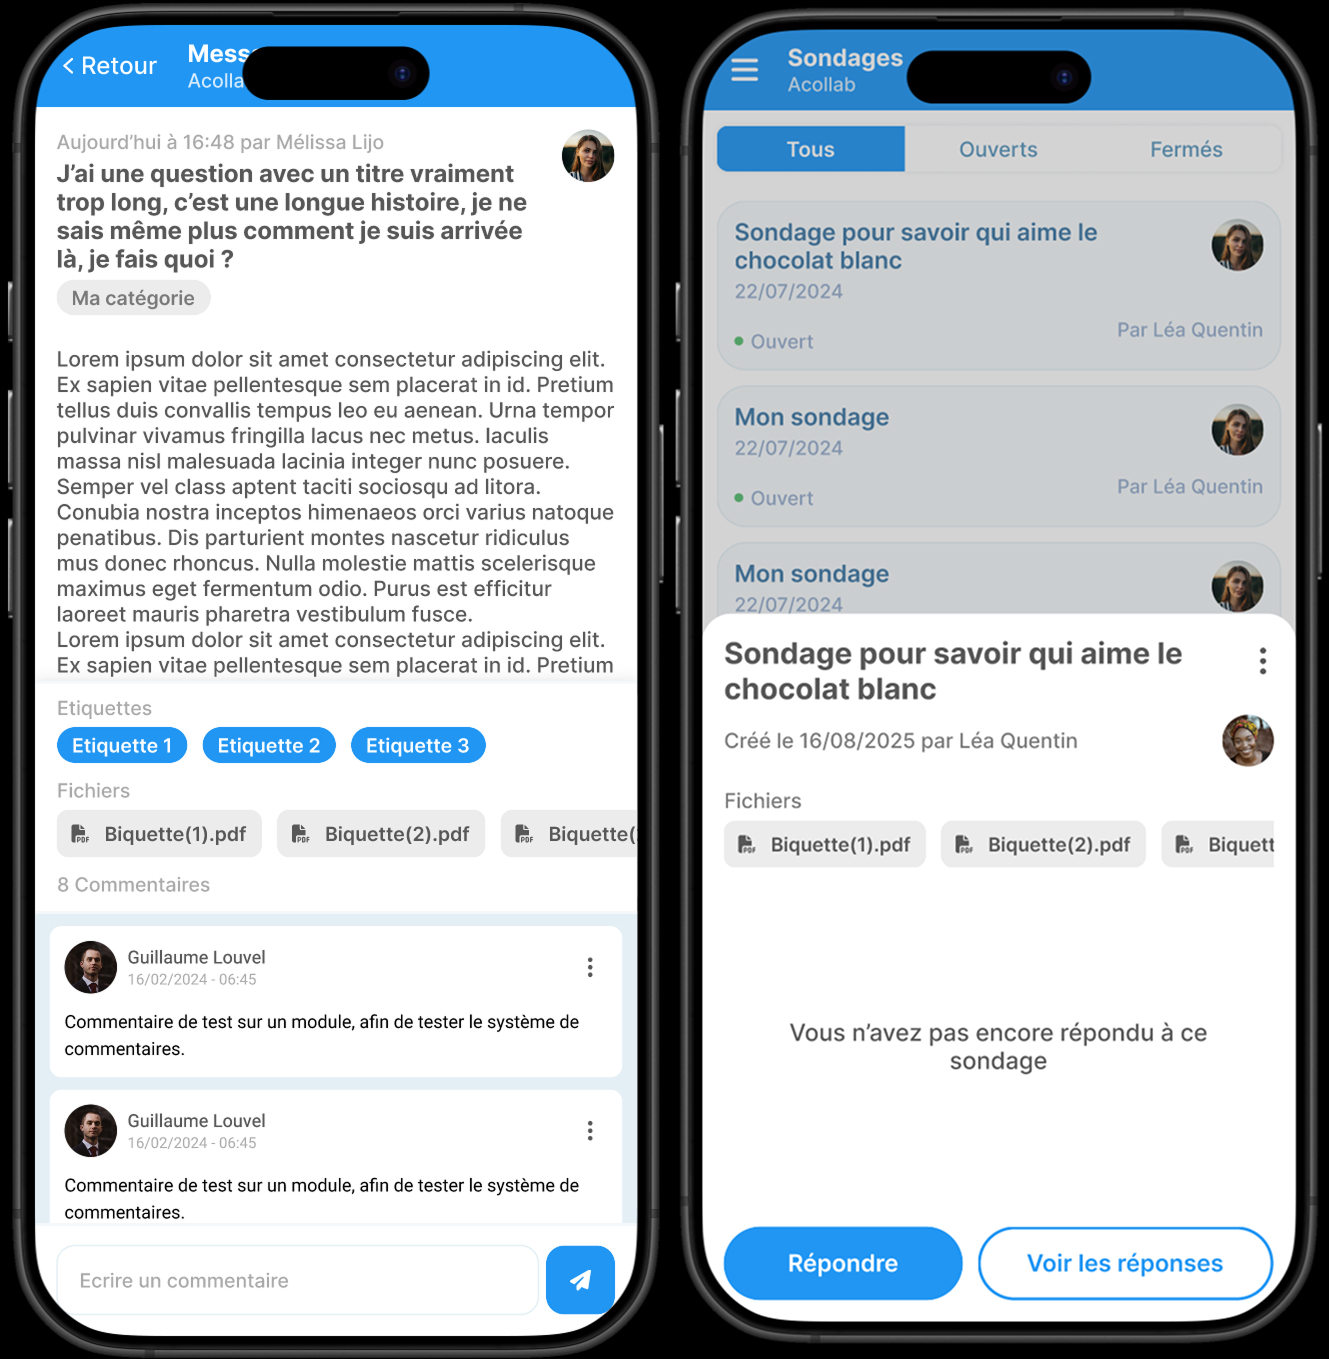 Retour
Mess
Acolla
Aujourd'hui à 16:48 par Mélissa Lijo
J'ai une question avec un titre vraiment
trop long, c'est une longue histoire, je ne
sais même plus comment je suis arrivée
là, je fais quoi ?
Ma catégorie
Lorem ipsum dolor sit amet consectetur adipiscing elit.
Ex sapien vitae pellentesque sem placerat in id. Pretium
tellus duis convallis tempus leo eu aenean. Urna tempor
pulvinar vivamus fringilla lacus nec metus. Iaculis
massa nisl malesuada lacinia integer nunc posuere.
Semper vel class aptent taciti sociosqu ad litora.
Conubia nostra inceptos himenaeos orci varius natoque
penatibus. Dis parturient montes nascetur ridiculus
mus donec rhoncus. Nulla molestie mattis scelerisque
maximus eget fermentum odio. Purus est efficitur
laoreet mauris pharetra vestibulum fusce.
Lorem ipsum dolor sit amet consectetur adipiscing elit.
Ex sapien vitae pellentesque sem placerat in id. Pretium
Etiquettes
Etiquette 1
Etiquette 2
Etiquette 3
Fichiers
PDF Biquette(1).pdf
PDF Biquette(2).pdf
PDF Biquette(
8 Commentaires
Guillaume Louvel
16/02/2024 - 06:45
Commentaire de test sur un module, afin de tester le système de
commentaires.
Guillaume Louvel
16/02/2024 - 06:45
Commentaire de test sur un module, afin de tester le système de
commentaires.
Ecrire un commentaire
Sondages
Acollab
Tous
Ouverts
Fermés
Sondage pour savoir qui aime le
chocolat blanc
22/07/2024
Ouvert
Par Léa Quentin
Mon sondage
22/07/2024
Ouvert
Par Léa Quentin
Mon sondage
22/07/2024
Sondage pour savoir qui aime le
chocolat blanc
Créé le 16/08/2025 par Léa Quentin
Fichiers
PDF Biquette(1).pdf
PDF Biquette(2).pdf
PDF Biquett
Vous n'avez pas encore répondu à ce
sondage
Répondre
Voir les réponses